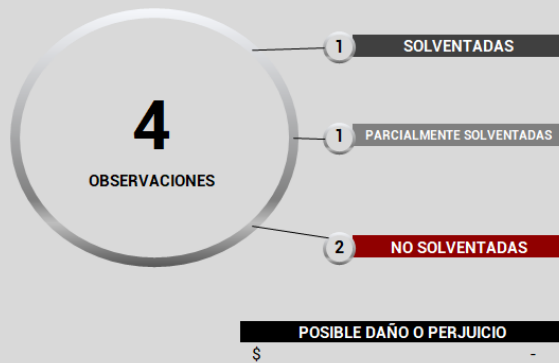 4
OBSERVACIONES
1 SOLVENTADAS
1 PARCIALMENTE SOLVENTADAS
2 NO SOLVENTADAS
POSIBLE DAÑO O PERJUICIO
$ -